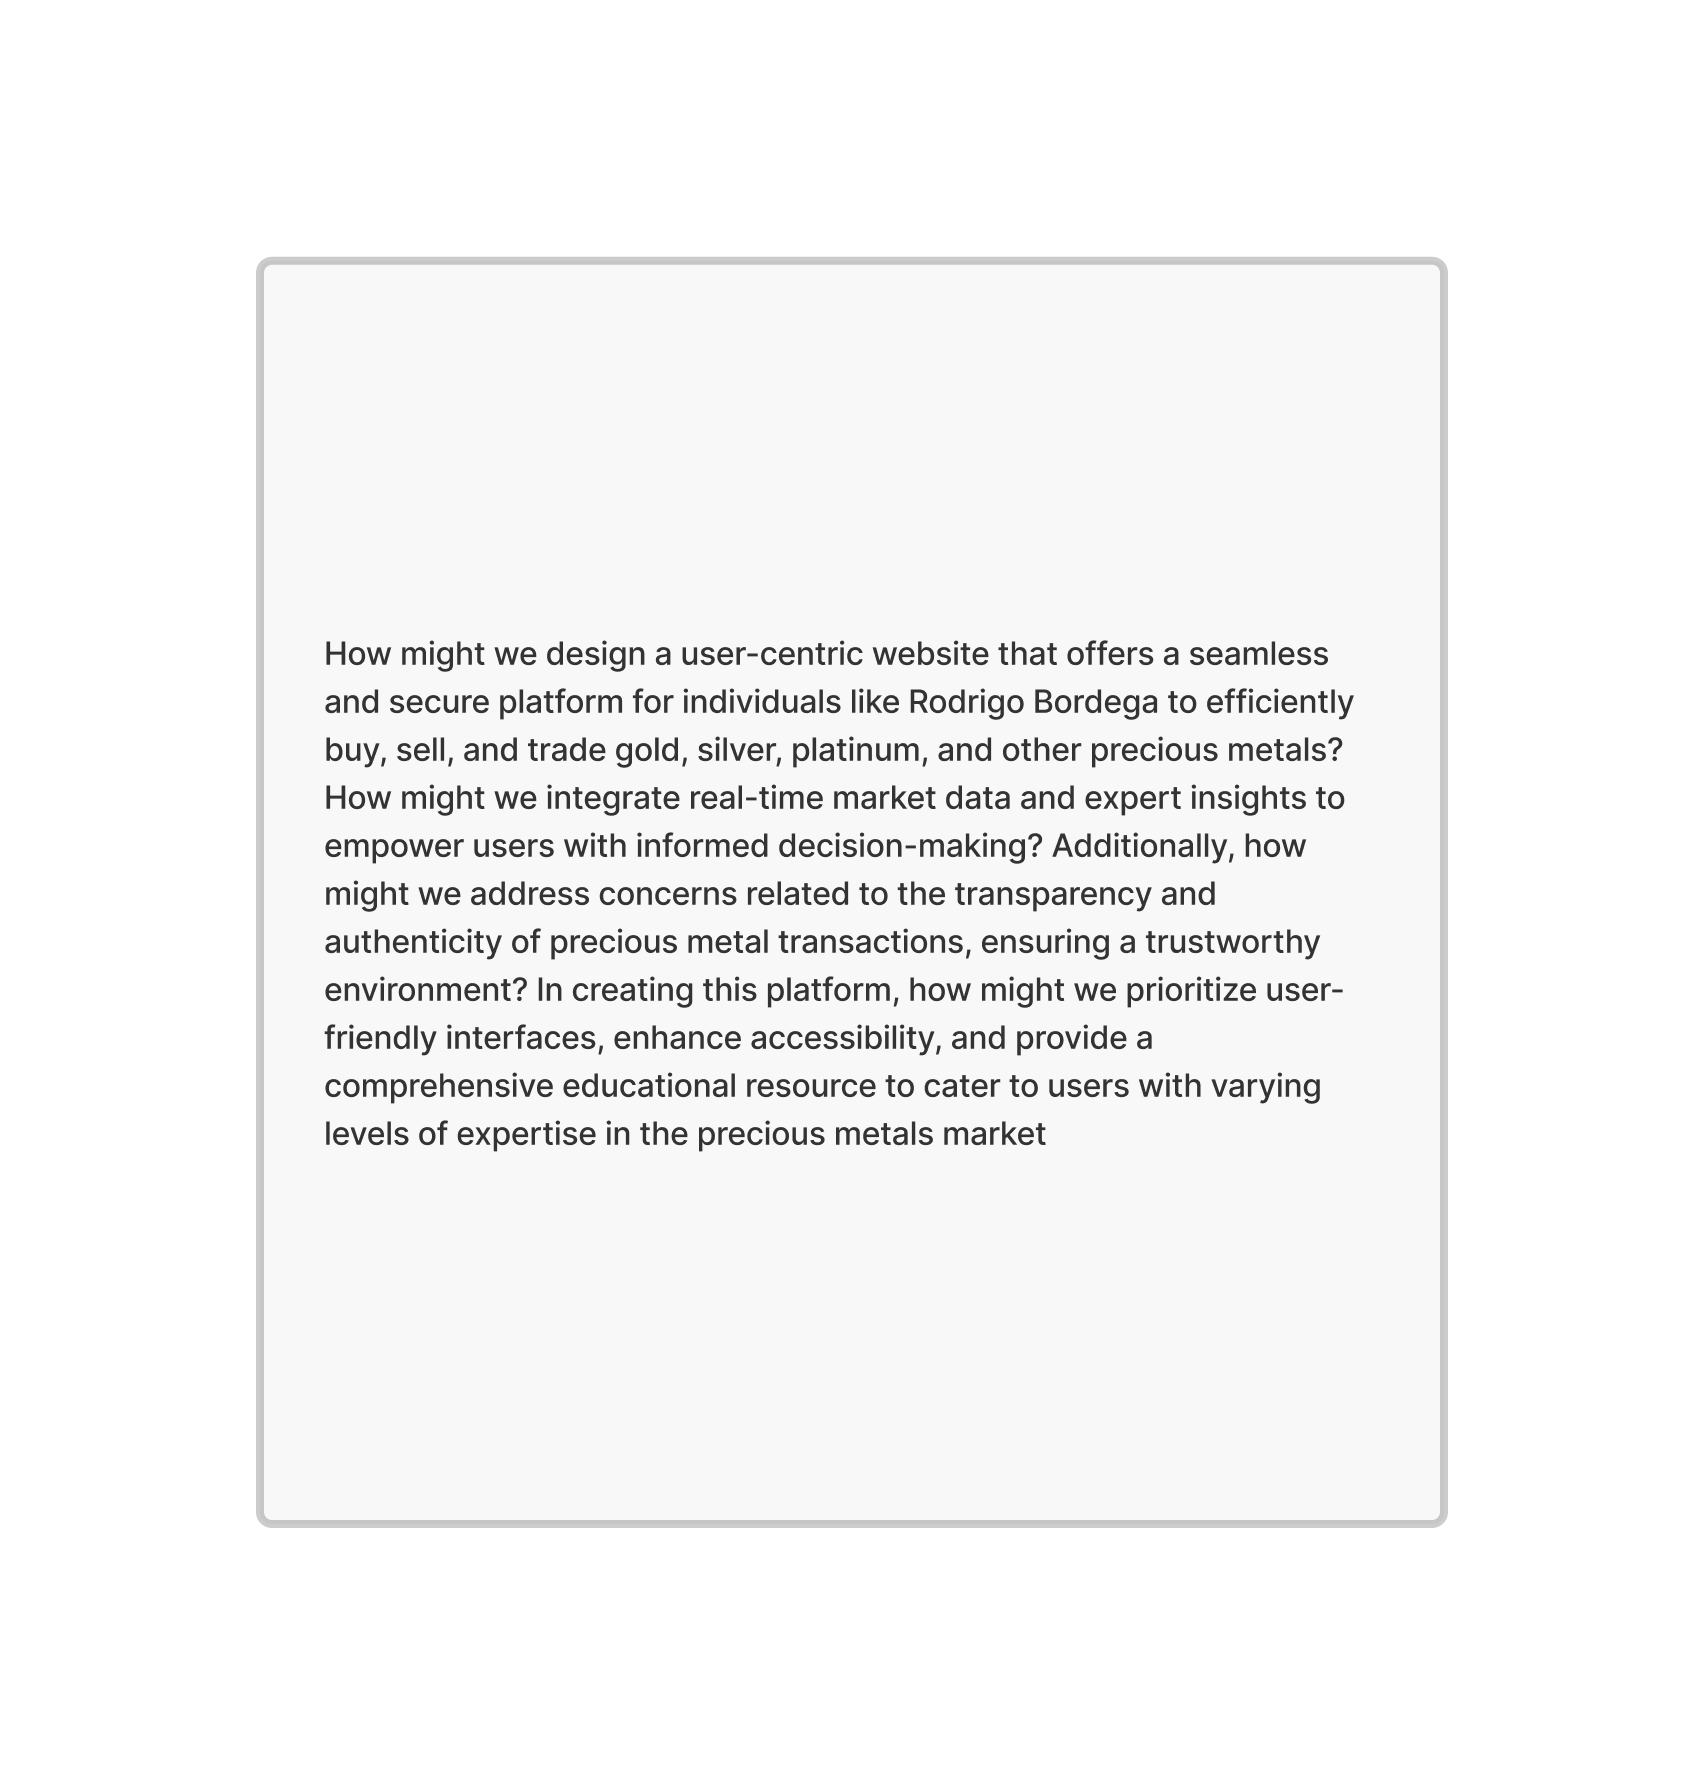 How might we design a user-centric website that offers a seamless
and secure platform for individuals like Rodrigo Bordega to efficiently
buy, sell, and trade gold, silver, platinum, and other precious metals?
How might we integrate real-time market data and expert insights to
empower users with informed decision-making? Additionally, how
might we address concerns related to the transparency and
authenticity of precious metal transactions, ensuring a trustworthy
environment? In creating this platform, how might we prioritize user-
friendly interfaces, enhance accessibility, and provide a
comprehensive educational resource to cater to users with varying
levels of expertise in the precious metals market